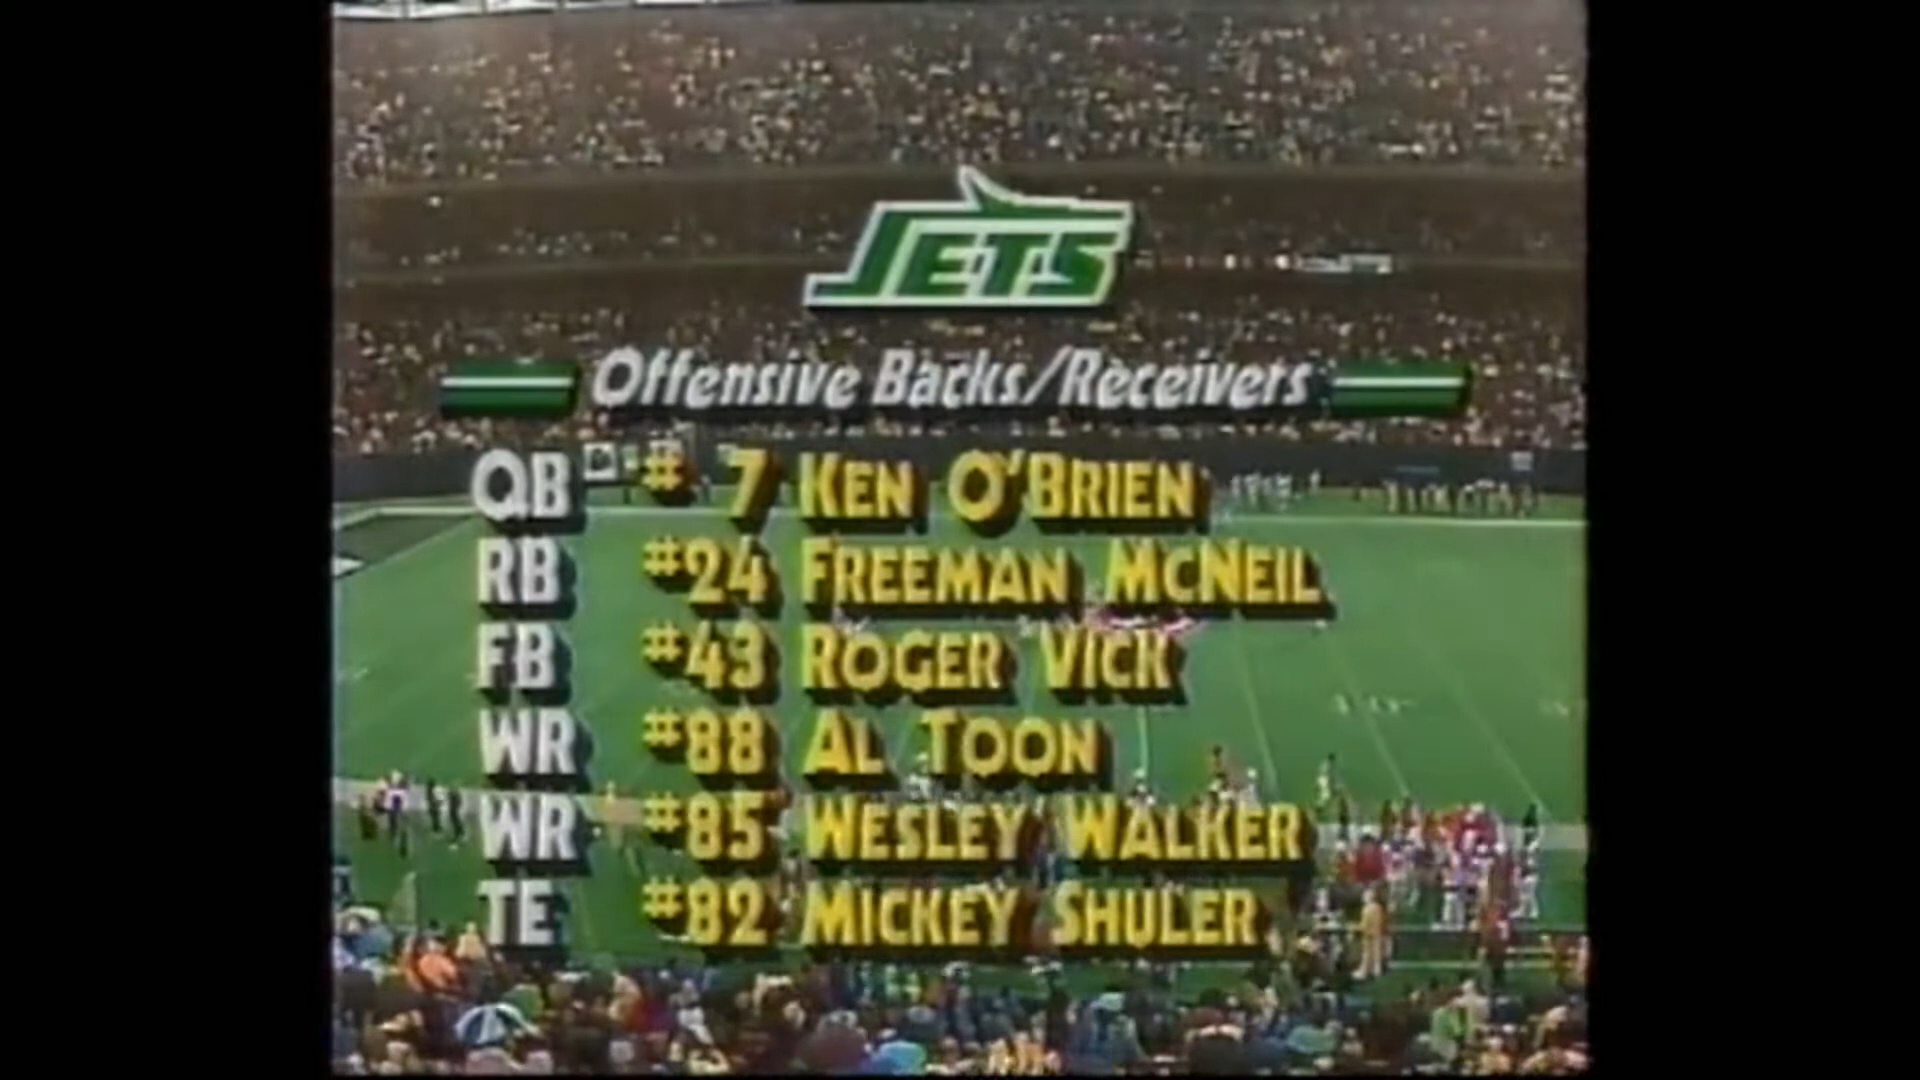 JETS
Offensive Backs/Receivers
QB # 7 KEN O'BRIEN
RB #24 FREEMAN MCNEIL
FB #43 ROGER VICK
WR #88 AL TOON
WR #85 WESLEY WALKER
TE #82 MICKEY SHULER